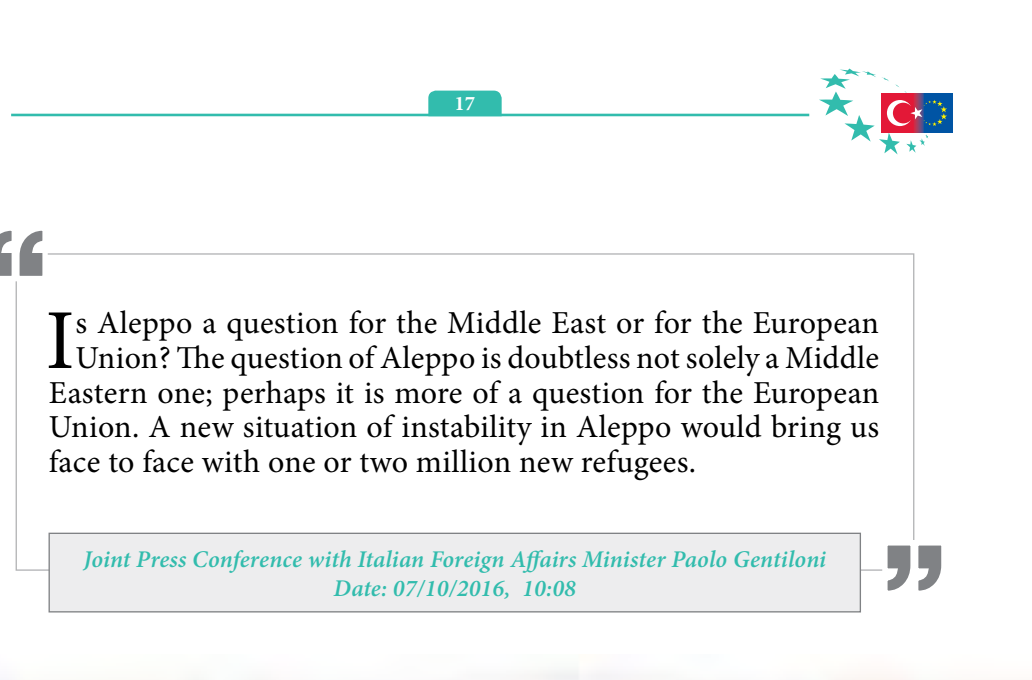 17
“
Is Aleppo a question for the Middle East or for the European
Union? The question of Aleppo is doubtless not solely a Middle
Eastern one; perhaps it is more of a question for the European
Union. A new situation of instability in Aleppo would bring us
face to face with one or two million new refugees.
Joint Press Conference with Italian Foreign Affairs Minister Paolo Gentiloni
Date: 07/10/2016, 10:08
”